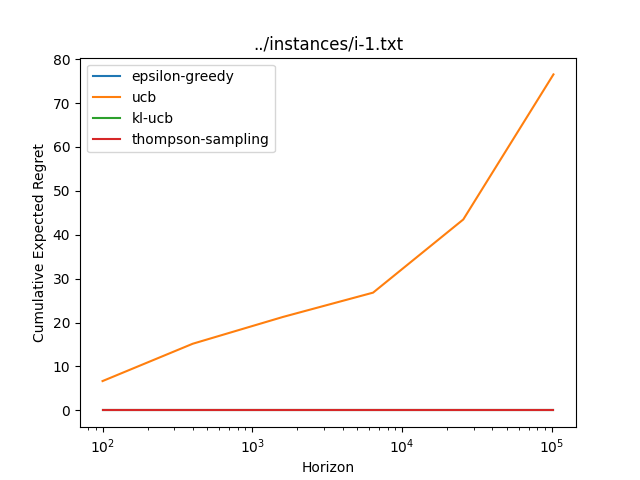 ../instances/i-1.txt
epsilon-greedy
ucb
kl-ucb
thompson-sampling
Cumulative Expected Regret
80
70
60
50
40
30
20
10
0
10²
10³
10⁴
10⁵
Horizon